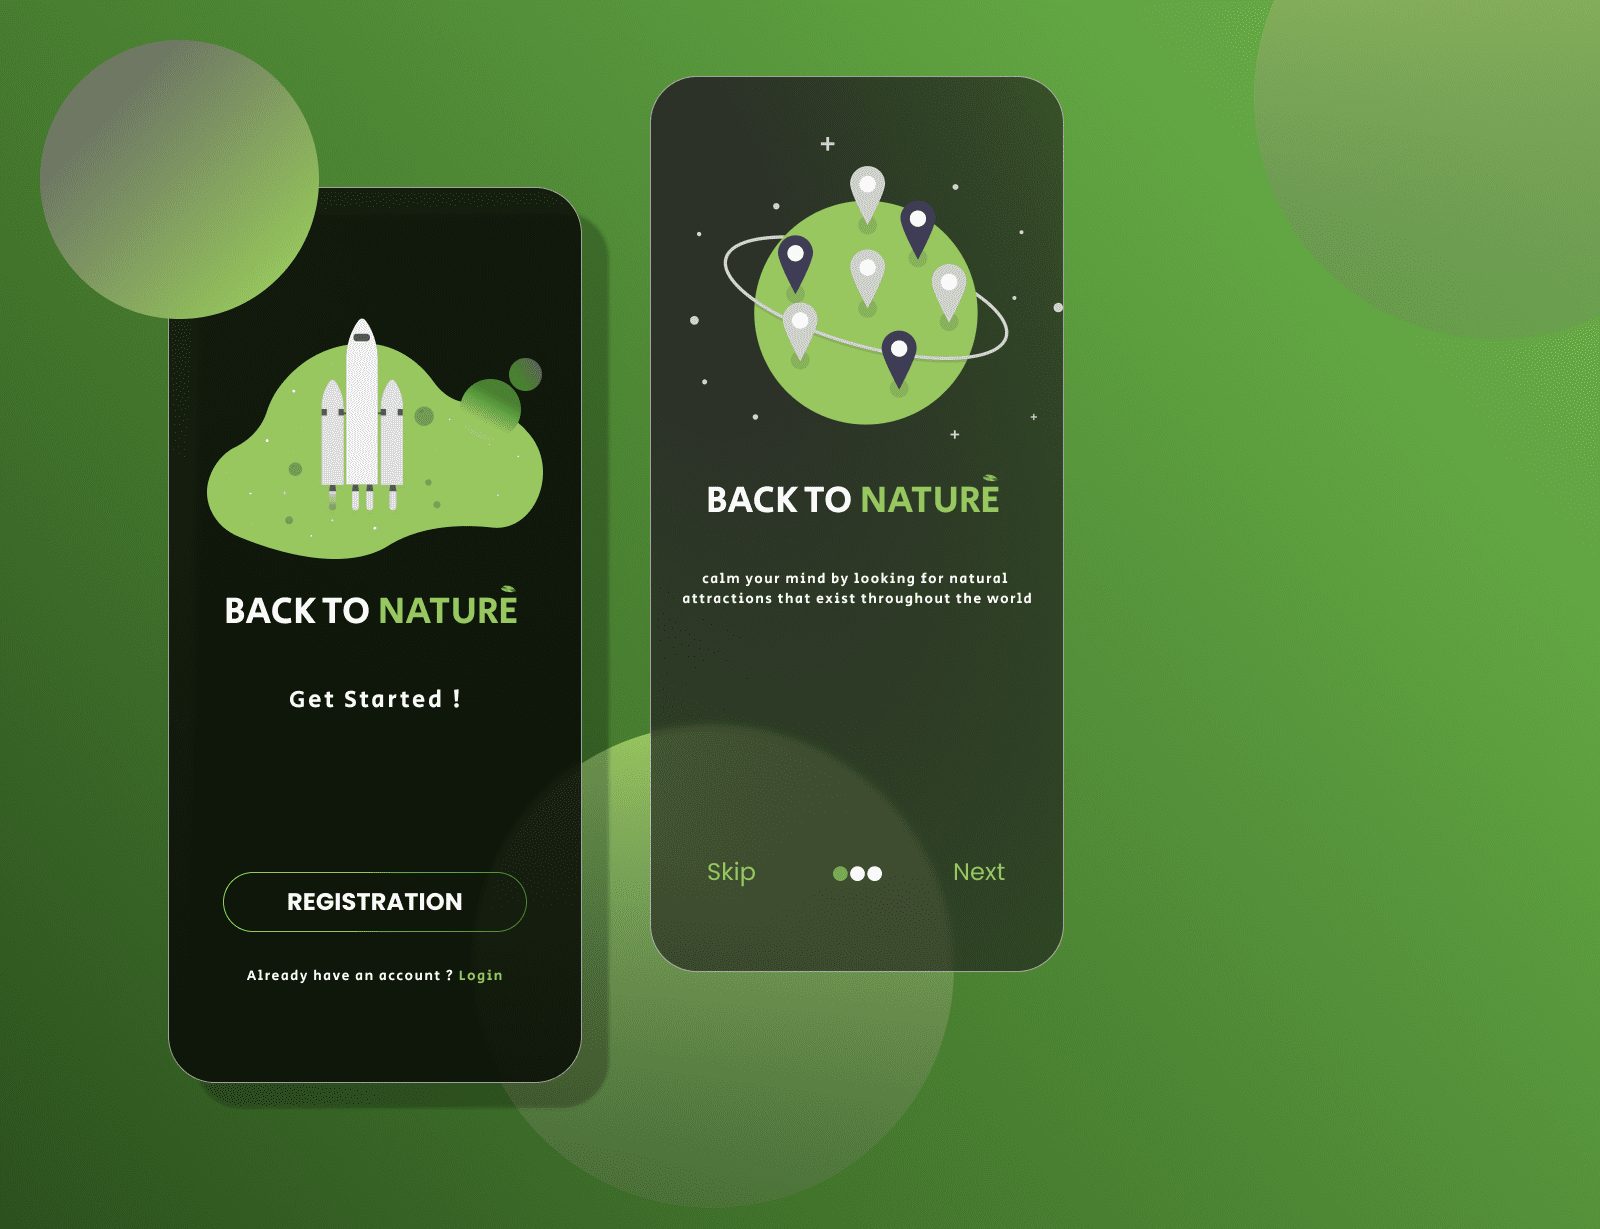 BACK TO NATURE
Get Started !
REGISTRATION
Already have an account ? Login
BACK TO NATURE
calm your mind by looking for natural
attractions that exist throughout the world
Skip
Next